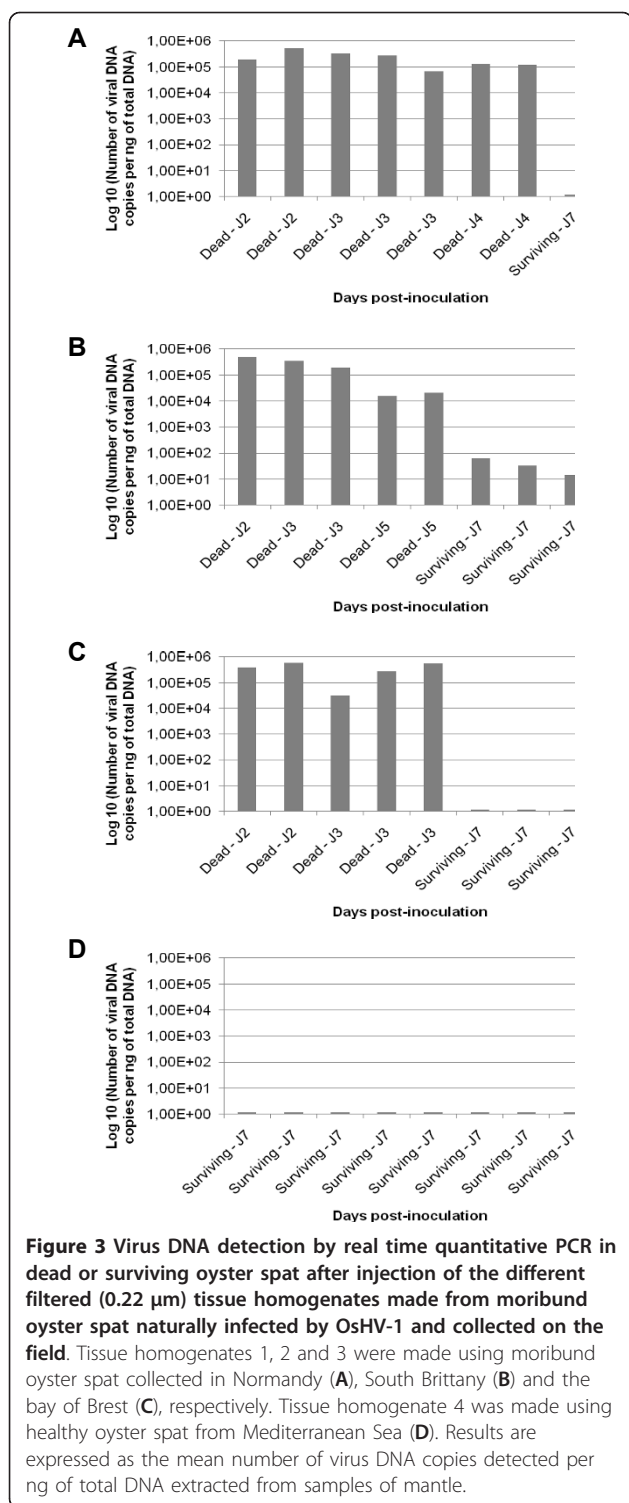 A
Log 10 (Number of viral DNA
copies per ng of total DNA)
1,00E+06
1,00E+05
1,00E+04
1,00E+03
1,00E+02
1,00E+01
1,00E+00
Dead - J2
Dead - J2
Dead - J3
Dead - J3
Dead - J3
Dead - J4
Dead - J4
Surviving - J7
Days post-inoculation
B
Log 10 (Number of viral DNA
copies per ng of total DNA)
1,00E+06
1,00E+05
1,00E+04
1,00E+03
1,00E+02
1,00E+01
1,00E+00
Dead - J2
Dead - J3
Dead - J3
Dead - J5
Dead - J5
Surviving - J7
Surviving - J7
Surviving - J7
Days post-inoculation
C
Log 10 (Number of viral DNA
copies per ng of total DNA)
1,00E+06
1,00E+05
1,00E+04
1,00E+03
1,00E+02
1,00E+01
1,00E+00
Dead - J2
Dead - J2
Dead - J3
Dead - J3
Dead - J3
Surviving - J7
Surviving - J7
Surviving - J7
Days post-inoculation
D
Log 10 (Number of viral DNA
copies per ng of total DNA)
1,00E+06
1,00E+05
1,00E+04
1,00E+03
1,00E+02
1,00E+01
1,00E+00
Surviving - J7
Surviving - J7
Surviving - J7
Surviving - J7
Surviving - J7
Surviving - J7
Surviving - J7
Surviving - J7
Days post-inoculation
Figure 3 Virus DNA detection by real time quantitative PCR in
dead or surviving oyster spat after injection of the different
filtered (0.22 μm) tissue homogenates made from moribund
oyster spat naturally infected by OsHV-1 and collected on the
field. Tissue homogenates 1, 2 and 3 were made using moribund
oyster spat collected in Normandy (A), South Brittany (B) and the
bay of Brest (C), respectively. Tissue homogenate 4 was made using
healthy oyster spat from Mediterranean Sea (D). Results are
expressed as the mean number of virus DNA copies detected per
ng of total DNA extracted from samples of mantle.